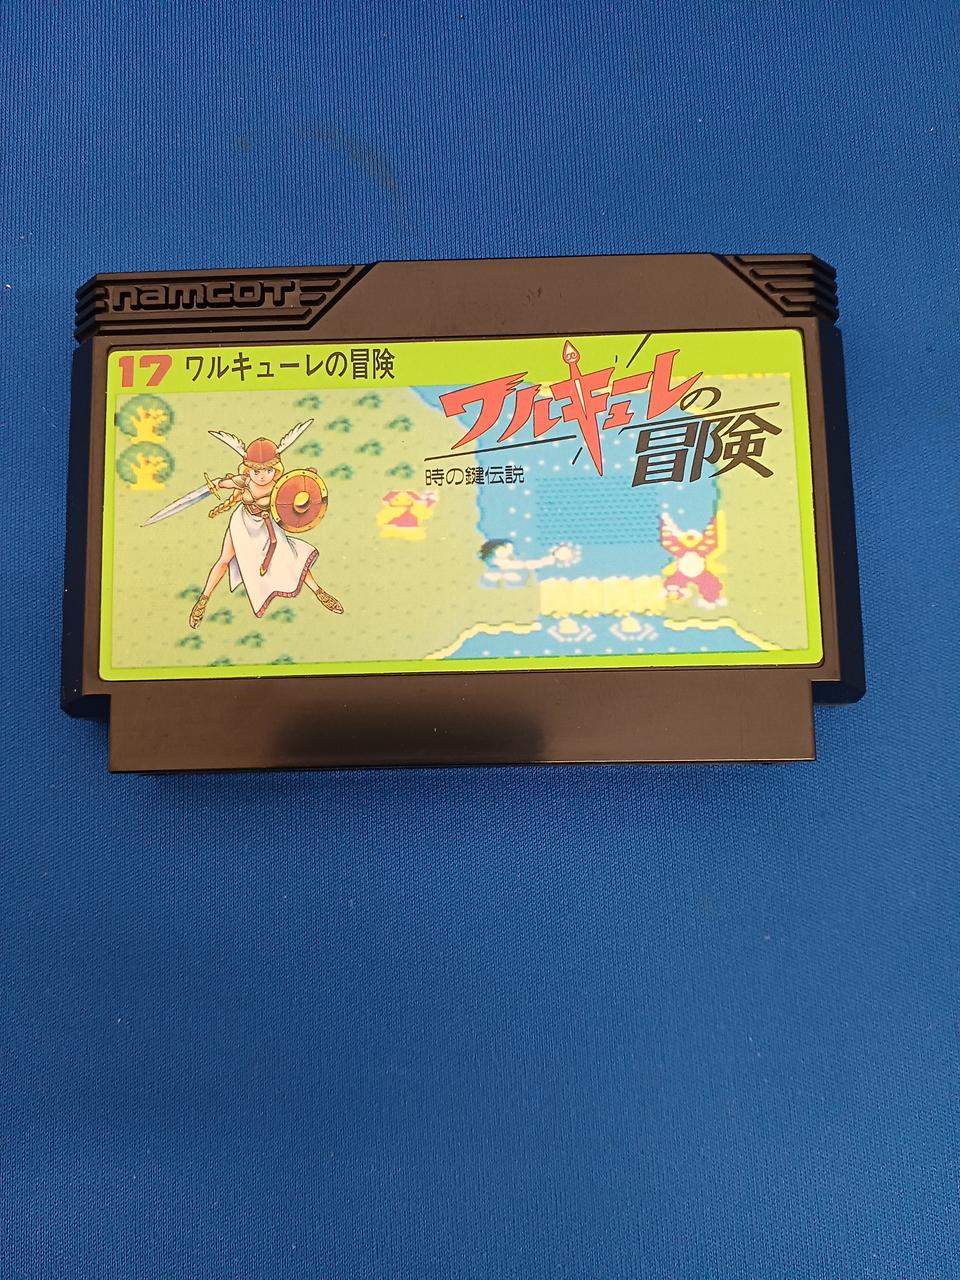 namcot
17 ワルキューレの冒険
ワルキューレの
冒険
時の鍵伝説